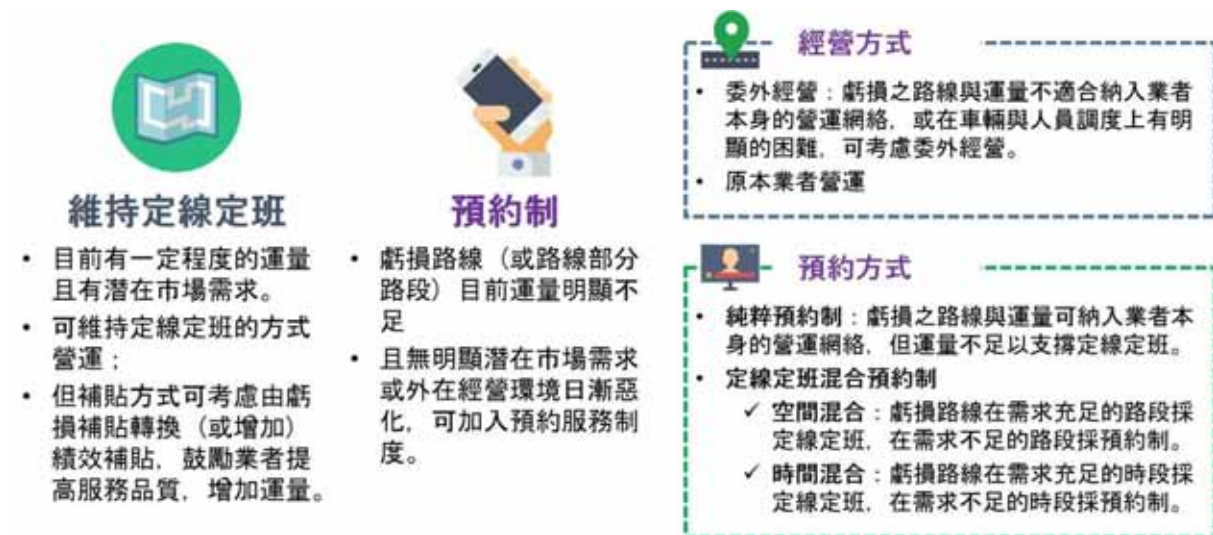 維持定線定班
• 目前有一定程度的運量
且有潛在市場需求。
• 可維持定線定班的方式
營運；
• 但補貼方式可考慮由虧
損補貼轉換（或增加）
績效補貼，鼓勵業者提
高服務品質，增加運量。
預約制
• 虧損路線（或路線部分
路段）目前運量明顯不
足
• 且無明顯潛在市場需求
或外在經營環境日漸惡
化，可加入預約服務制
度。
經營方式
• 委外經營：虧損之路線與運量不適合納入業者
本身的營運網絡，或在車輛與人員調度上有明
顯的困難，可考慮委外經營。
• 原本業者營運
預約方式
• 純粹預約制：虧損之路線與運量可納入業者本
身的營運網絡，但運量不足以支撐定線定班。
• 定線定班混合預約制
✓ 空間混合：虧損路線在需求充足的路段採
定線定班，在需求不足的路段採預約制。
✓ 時間混合：虧損路線在需求充足的時段採
定線定班，在需求不足的時段採預約制。